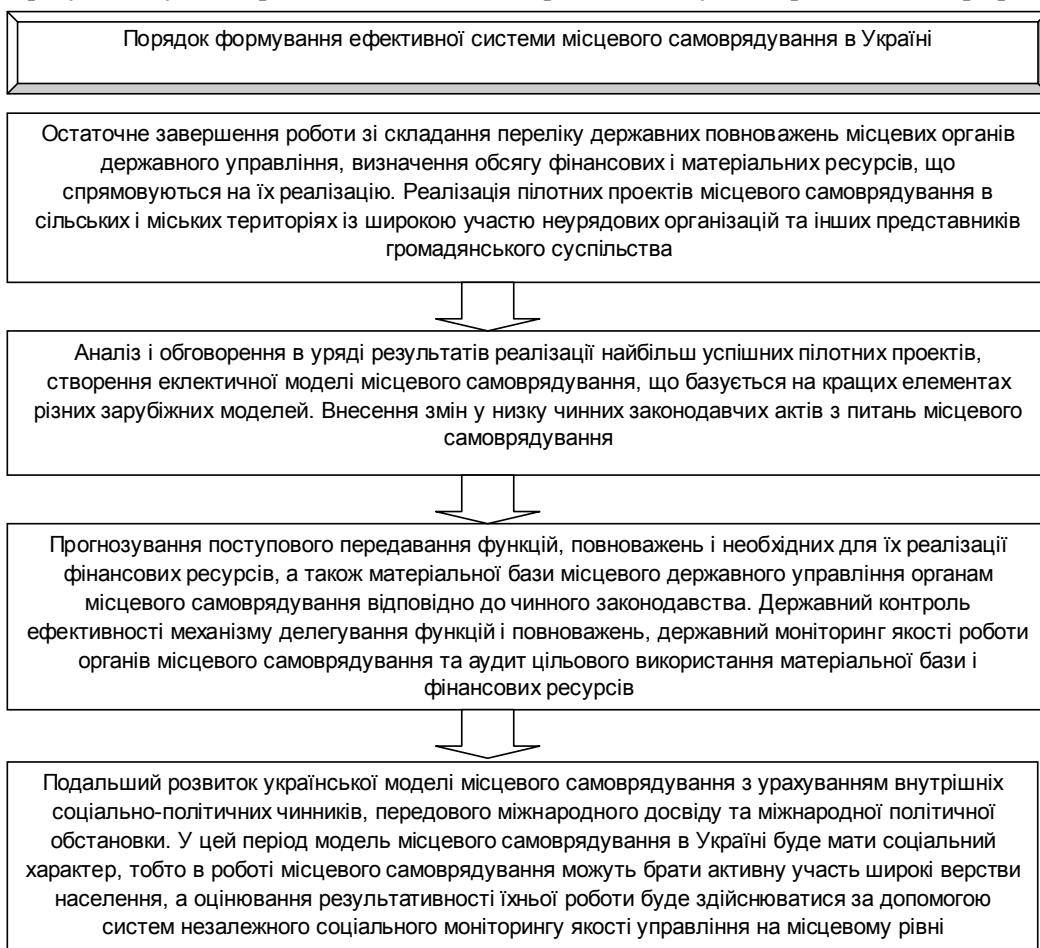 Порядок формування ефективної системи місцевого самоврядування в Україні
Остаточне завершення роботи зі складання переліку державних повноважень місцевих органів
державного управління, визначення обсягу фінансових і матеріальних ресурсів, що
спрямовуються на їх реалізацію. Реалізація пілотних проектів місцевого самоврядування в
сільських і міських територіях із широкою участю неурядових організацій та інших представників
громадянського суспільства
Аналіз і обговорення в уряді результатів реалізації найбільш успішних пілотних проектів,
створення еклектичної моделі місцевого самоврядування, що базується на кращих елементах
різних зарубіжних моделей. Внесення змін у низку чинних законодавчих актів з питань місцевого
самоврядування
Прогнозування поступового передавання функцій, повноважень і необхідних для їх реалізації
фінансових ресурсів, а також матеріальної бази місцевого державного управління органам
місцевого самоврядування відповідно до чинного законодавства. Державний контроль
ефективності механізму делегування функцій і повноважень, державний моніторинг якості роботи
органів місцевого самоврядування та аудит цільового використання матеріальної бази і
фінансових ресурсів
Подальший розвиток української моделі місцевого самоврядування з урахуванням внутрішніх
соціально-політичних чинників, передового міжнародного досвіду та міжнародної політичної
обстановки. У цей період модель місцевого самоврядування в Україні буде мати соціальний
характер, тобто в роботі місцевого самоврядування можуть брати активну участь широкі верстви
населення, а оцінювання результативності їхньої роботи буде здійснюватися за допомогою
систем незалежного соціального моніторингу якості управління на місцевому рівні